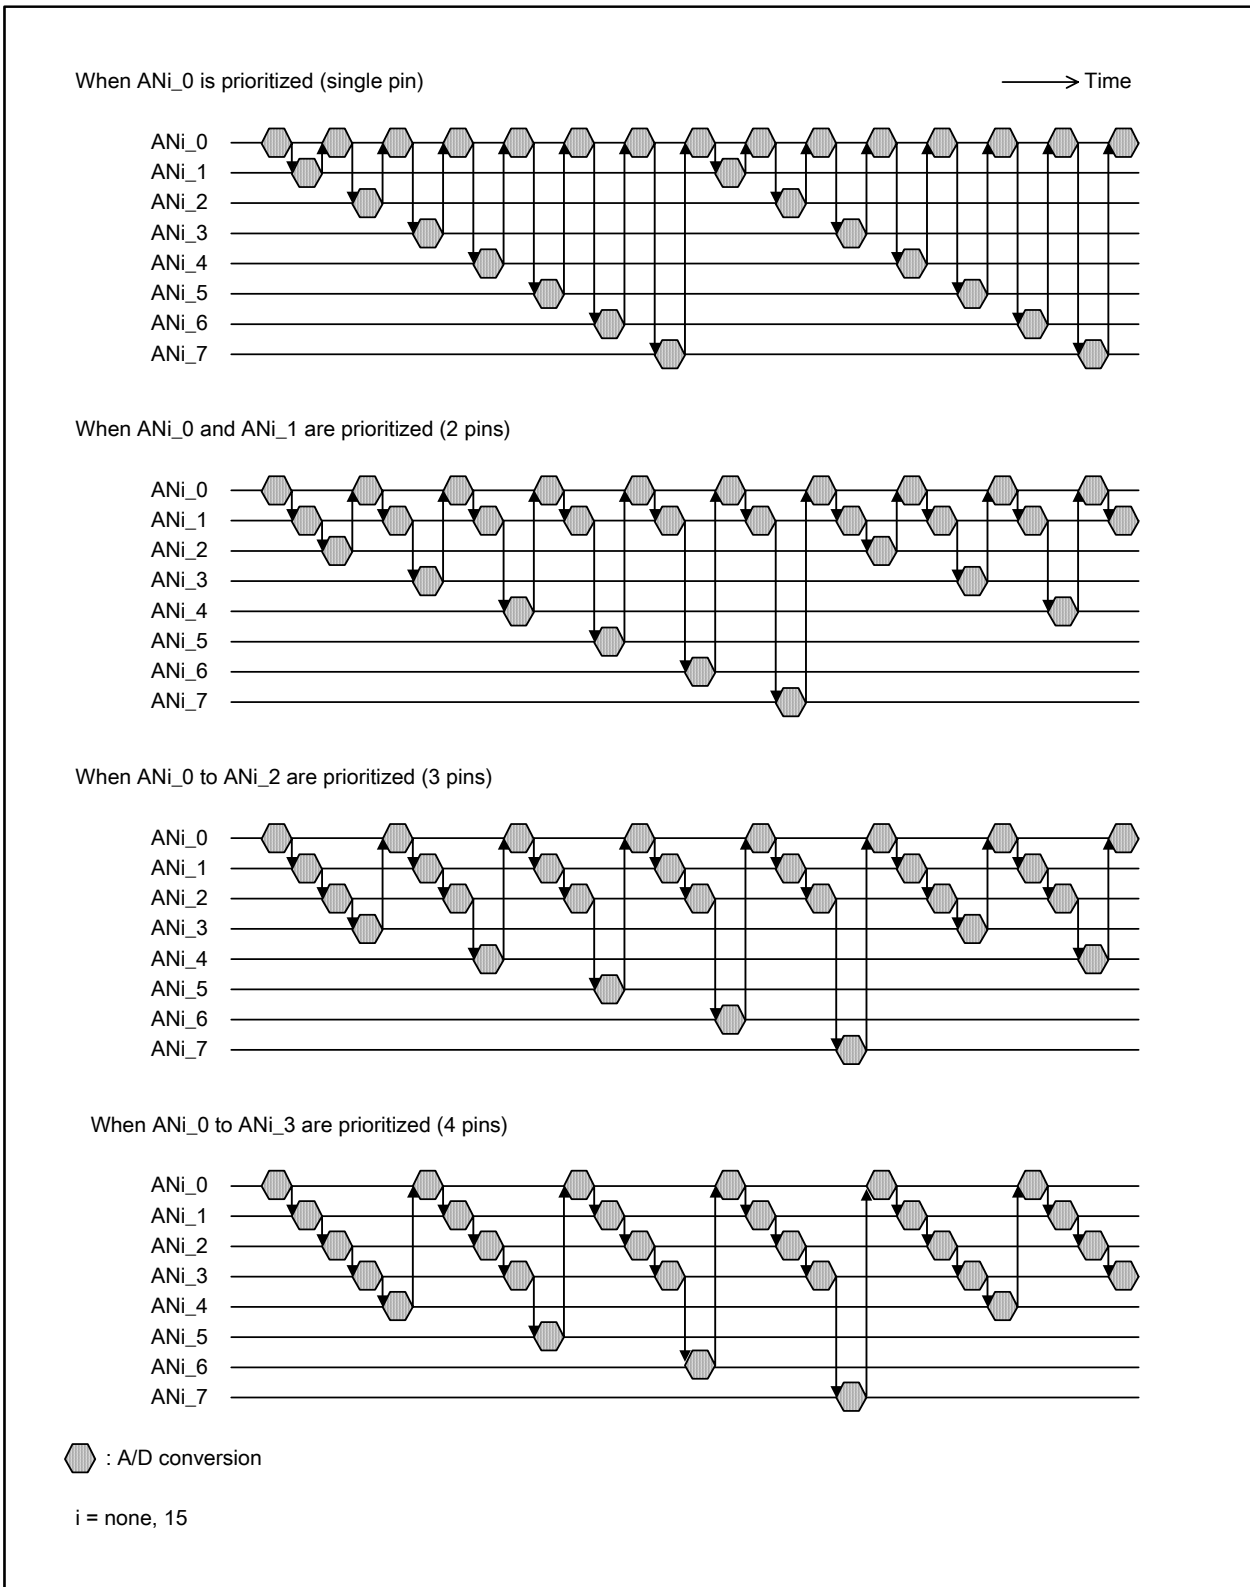 When ANi_0 is prioritized (single pin)
Time
ANi_0
ANi_1
ANi_2
ANi_3
ANi_4
ANi_5
ANi_6
ANi_7
When ANi_0 and ANi_1 are prioritized (2 pins)
ANi_0
ANi_1
ANi_2
ANi_3
ANi_4
ANi_5
ANi_6
ANi_7
When ANi_0 to ANi_2 are prioritized (3 pins)
ANi_0
ANi_1
ANi_2
ANi_3
ANi_4
ANi_5
ANi_6
ANi_7
When ANi_0 to ANi_3 are prioritized (4 pins)
ANi_0
ANi_1
ANi_2
ANi_3
ANi_4
ANi_5
ANi_6
ANi_7
: A/D conversion
i = none, 15